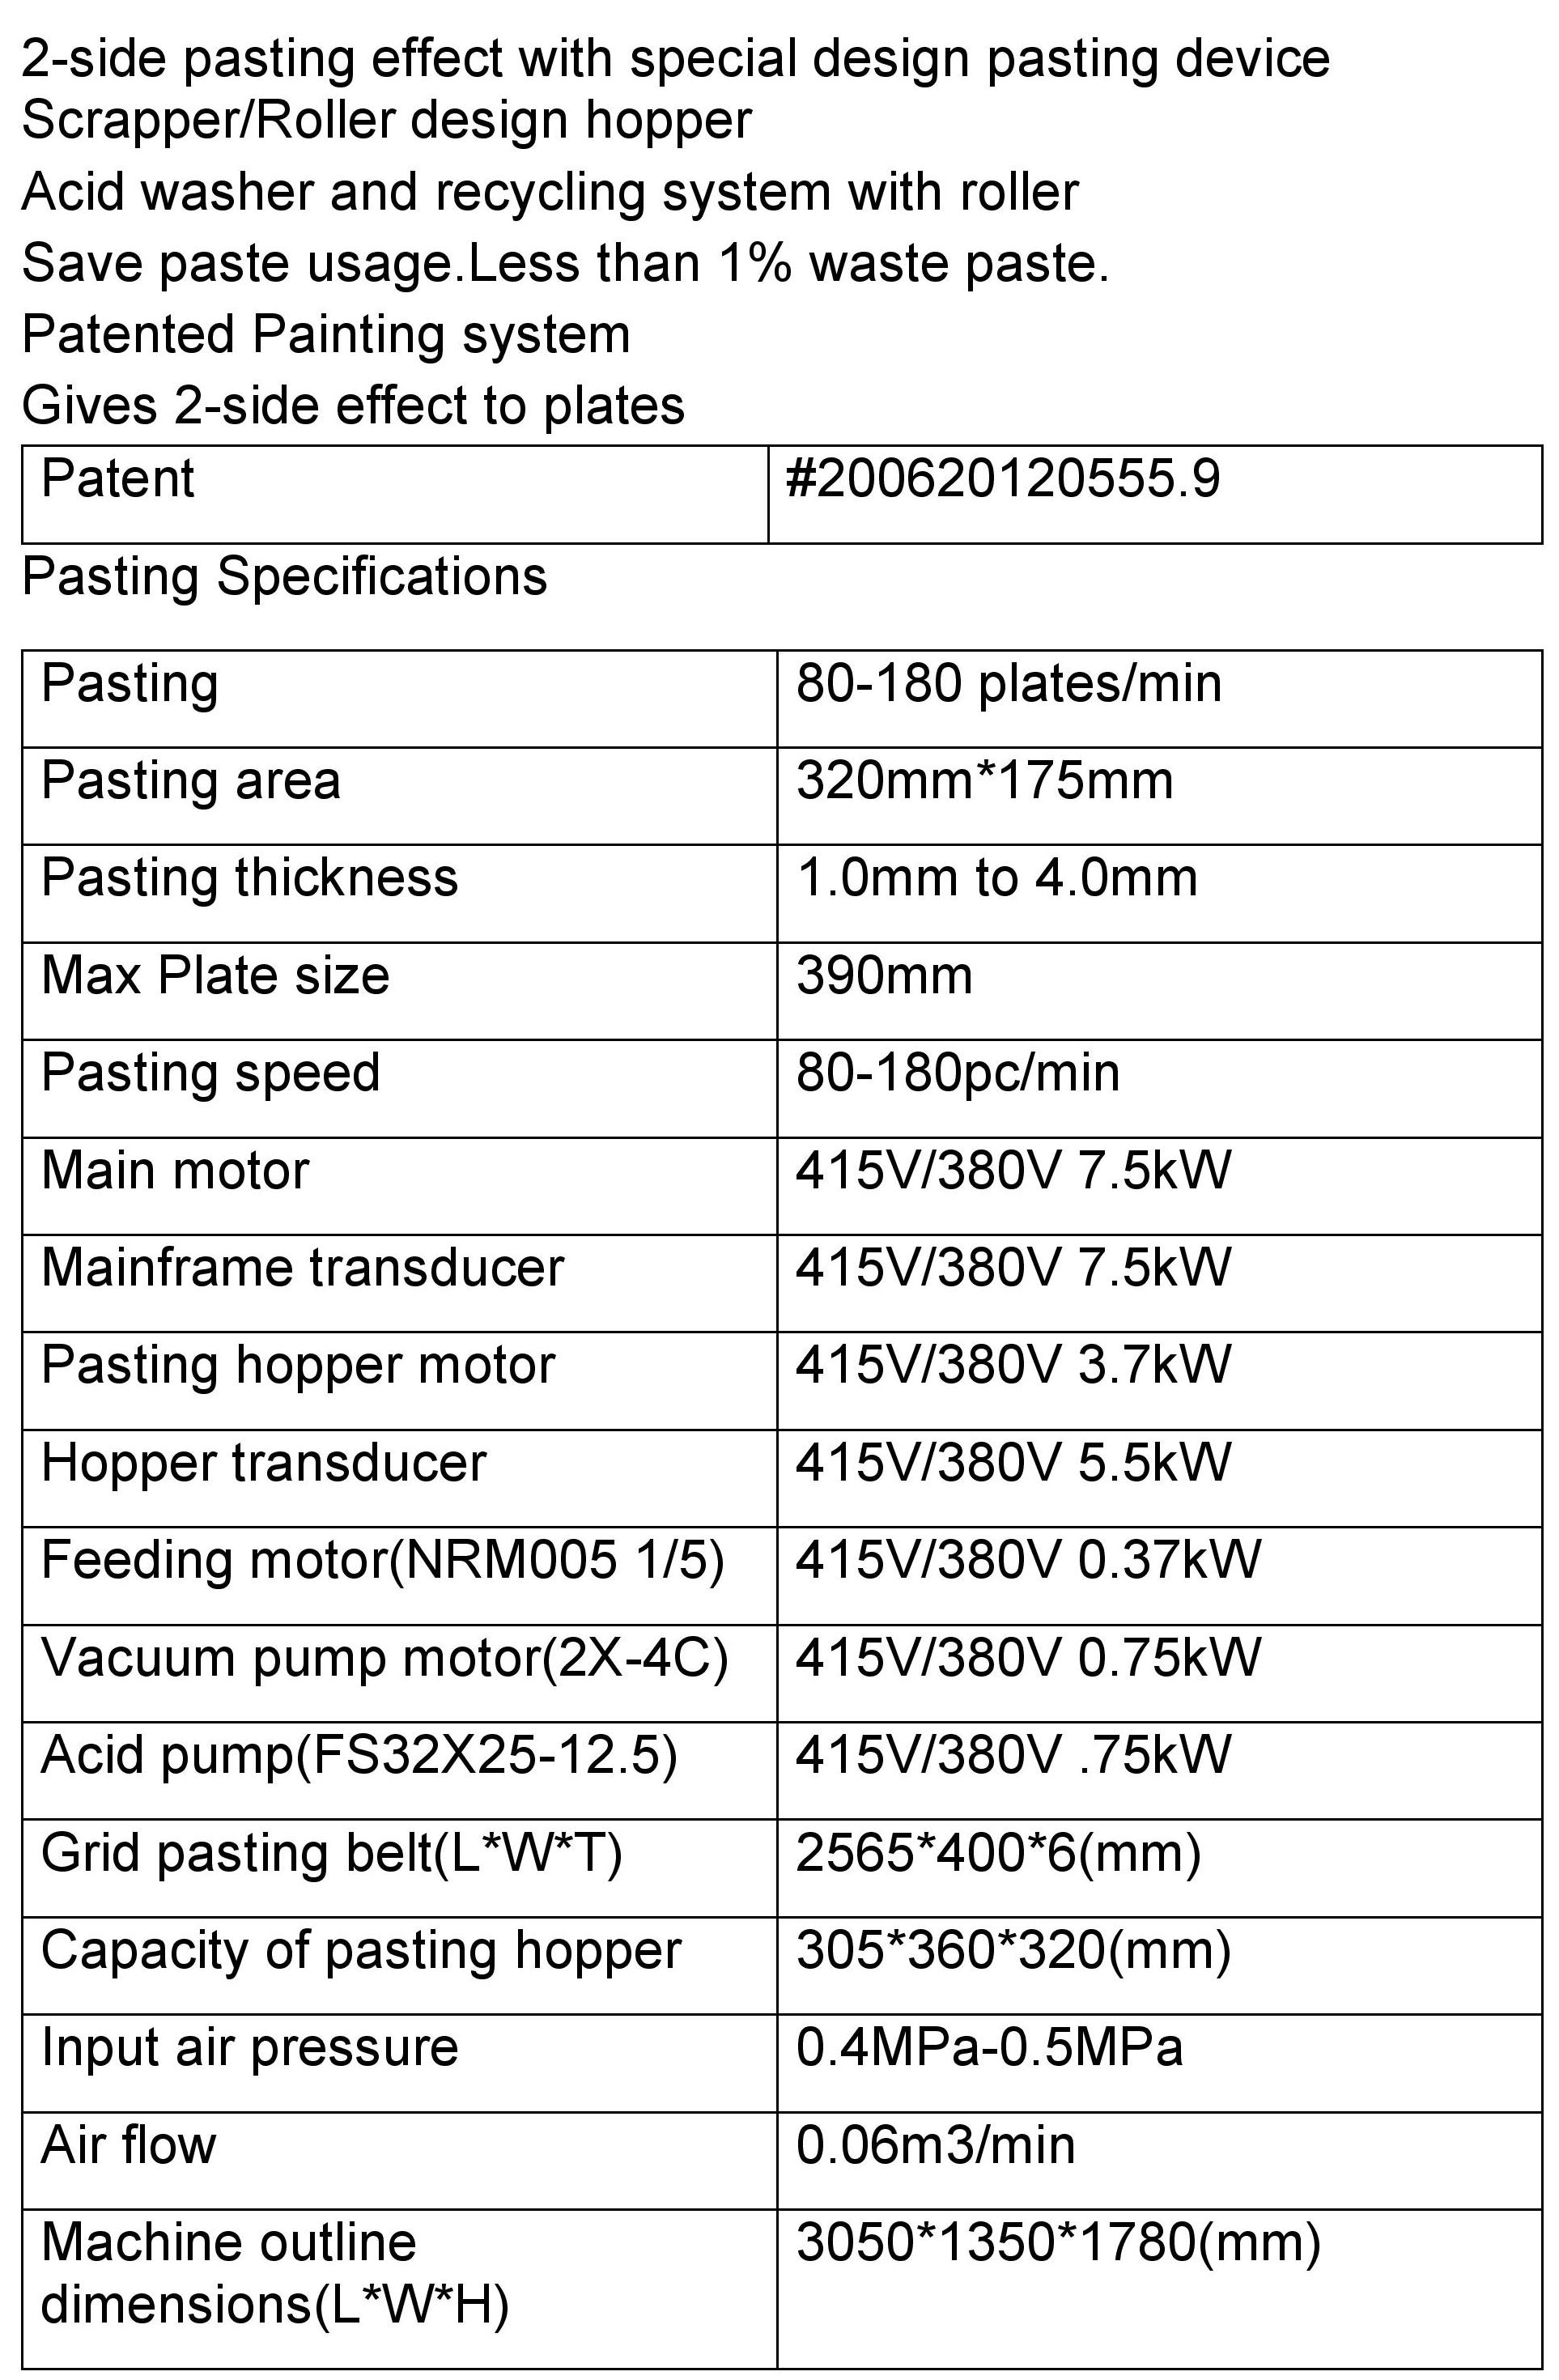 2-side pasting effect with special design pasting device
Scrapper/Roller design hopper
Acid washer and recycling system with roller
Save paste usage.Less than 1% waste paste.
Patented Painting system
Gives 2-side effect to plates
Patent #200620120555.9
Pasting Specifications
Pasting 80-180 plates/min
Pasting area 320mm*175mm
Pasting thickness 1.0mm to 4.0mm
Max Plate size 390mm
Pasting speed 80-180pc/min
Main motor 415V/380V 7.5kW
Mainframe transducer 415V/380V 7.5kW
Pasting hopper motor 415V/380V 3.7kW
Hopper transducer 415V/380V 5.5kW
Feeding motor(NRM005 1/5) 415V/380V 0.37kW
Vacuum pump motor(2X-4C) 415V/380V 0.75kW
Acid pump(FS32X25-12.5) 415V/380V .75kW
Grid pasting belt(L*W*T) 2565*400*6(mm)
Capacity of pasting hopper 305*360*320(mm)
Input air pressure 0.4MPa-0.5MPa
Air flow 0.06m3/min
Machine outline 3050*1350*1780(mm)
dimensions(L*W*H)